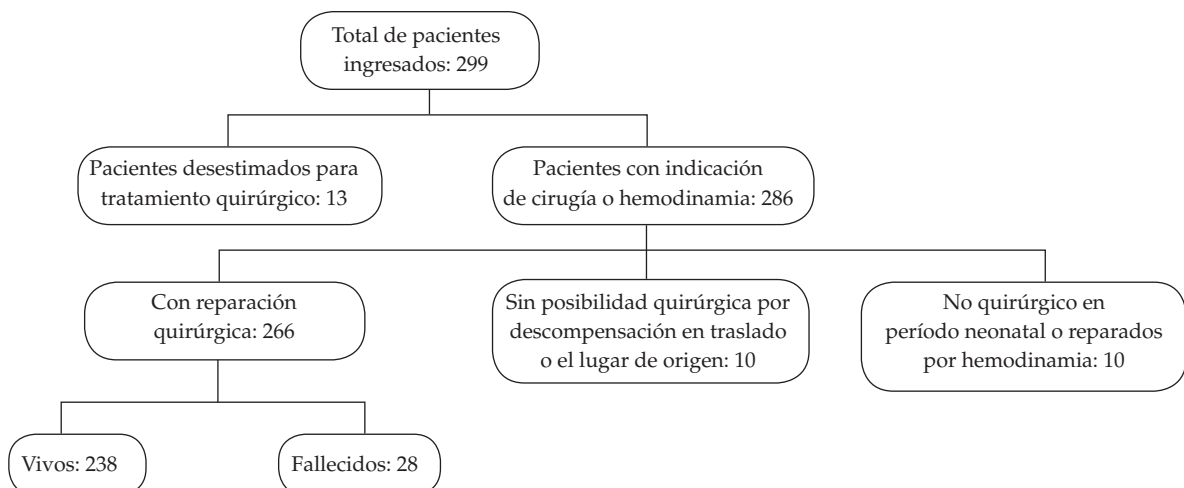 Total de pacientes
ingresados: 299
Pacientes desestimados para
tratamiento quirúrgico: 13
Pacientes con indicación
de cirugía o hemodinamia: 286
Con reparación
quirúrgica: 266
Sin posibilidad quirúrgica por
descompensación en traslado
o el lugar de origen: 10
No quirúrgico en
período neonatal o reparados
por hemodinamia: 10
Vivos: 238
Fallecidos: 28